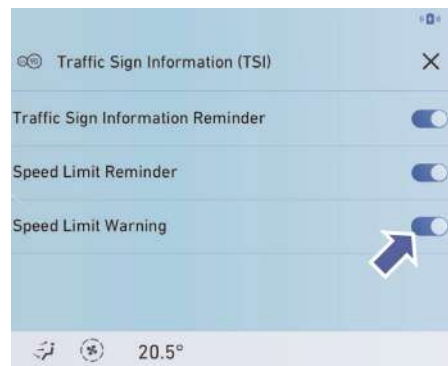 Traffic Sign Information (TSI)
Traffic Sign Information Reminder
Speed Limit Reminder
Speed Limit Warning
20.5°